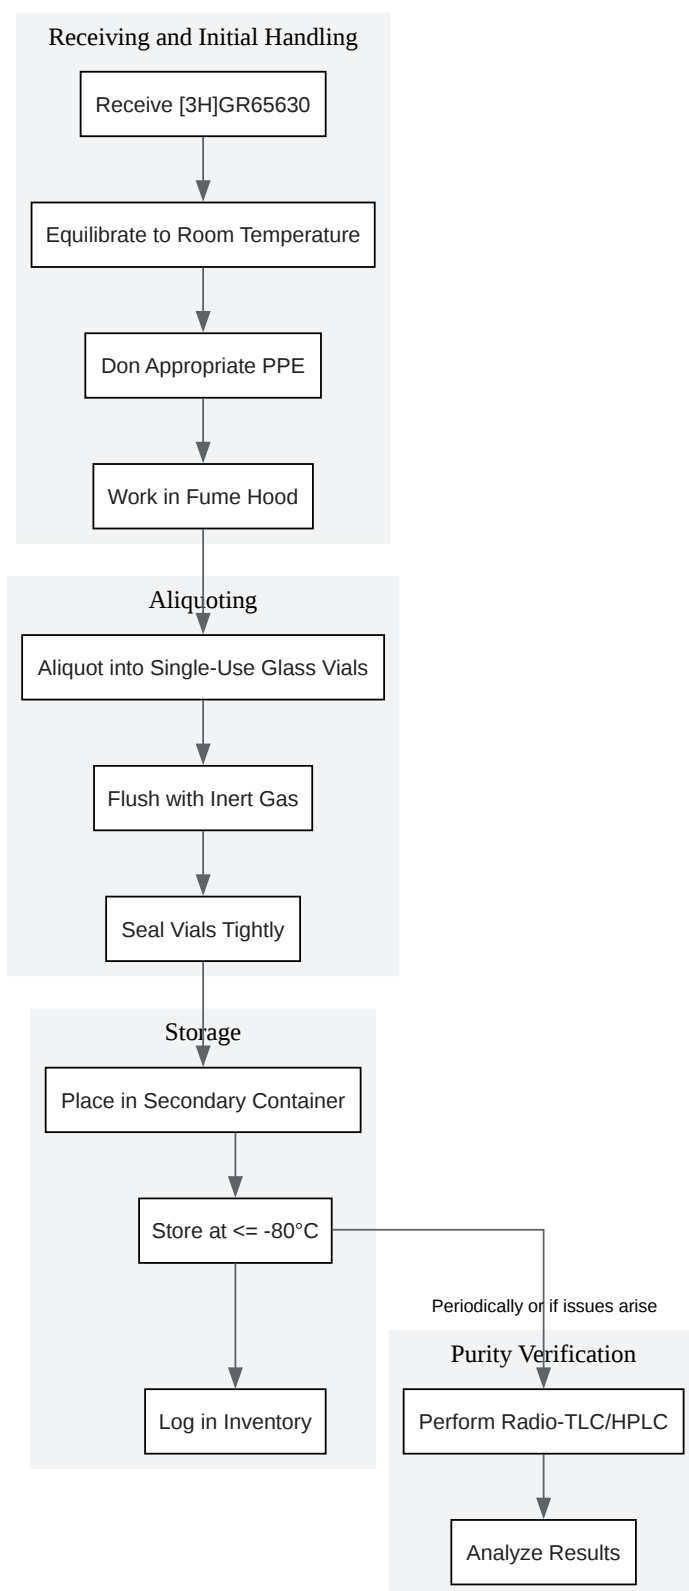 Receiving and Initial Handling
Receive [3H]GR65630
Equilibrate to Room Temperature
Don Appropriate PPE
Work in Fume Hood
Aliquoting
Aliquot into Single-Use Glass Vials
Flush with Inert Gas
Seal Vials Tightly
Storage
Place in Secondary Container
Store at <= -80°C
Periodically or if issues arise
Purity Verification
Log in Inventory
Perform Radio-TLC/HPLC
Analyze Results